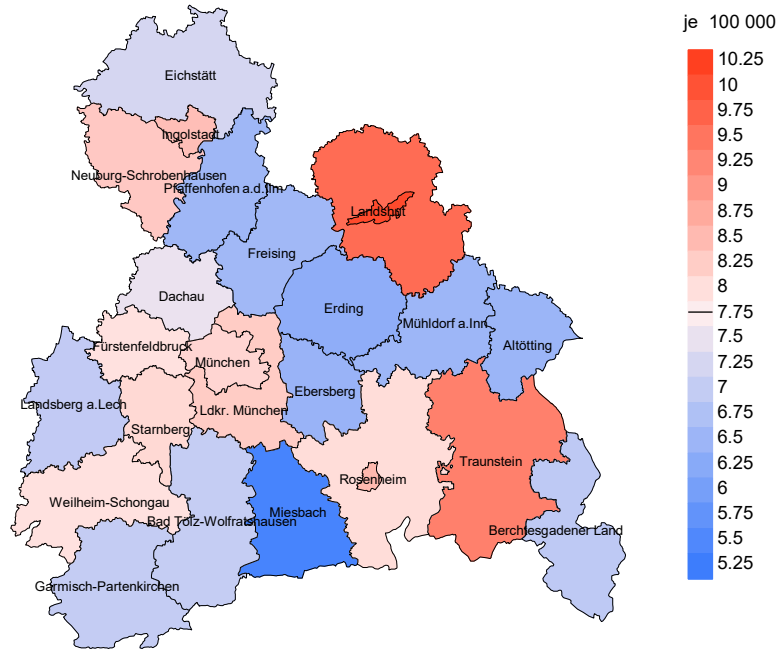 je 100 000
10.25
10
9.75
9.5
9.25
9
8.75
8.5
8.25
8
7.75
7.5
7.25
7
6.75
6.5
6.25
6
5.75
5.5
5.25
Eichstätt
Ingolstadt
Neuburg-Schrobenhausen
Pfaffenhofen a.d.Ilm
Landshut
Freising
Dachau
Erding
Mühldorf a.Inn
Altötting
Fürstenfeldbruck
München
Ebersberg
Landsberg a.Lech
Ldkr. München
Starnberg
Traunstein
Rosenheim
Weilheim-Schongau
Miesbach
Bad Tölz-Wolfratshausen
Berchtesgadener Land
Garmisch-Partenkirchen